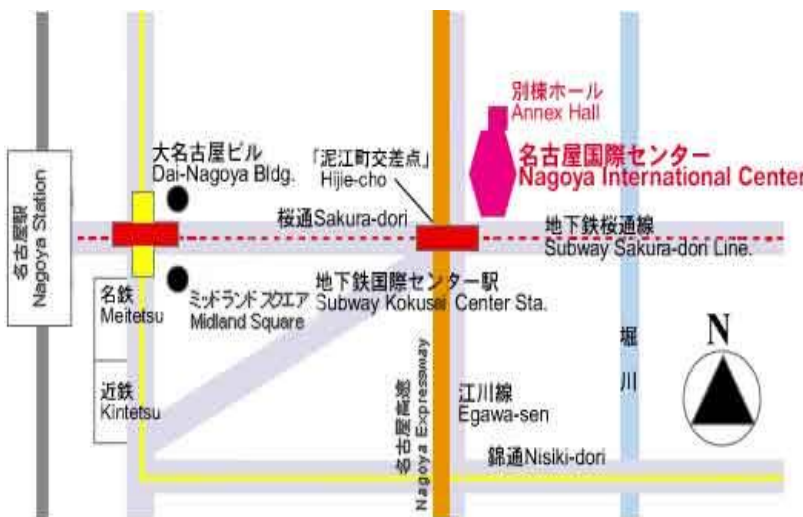 別棟ホール
Annex Hall
名古屋国際センター
Nagoya International Center
大名古屋ビル
Dai-Nagoya Bldg.
「泥江町交差点」
Hijie-cho
名古屋駅
Nagoya Station
桜通Sakura-dori
地下鉄桜通線
Subway Sakura-dori Line.
名鉄
Meitetsu
ミッドランドスクエア
Midland Square
地下鉄国際センター駅
Subway Kokusai Center Sta.
堀川
N
近鉄
Kintetsu
名古屋高速
Nagoya Expressway
江川線
Egawa-sen
錦通Nisiki-dori